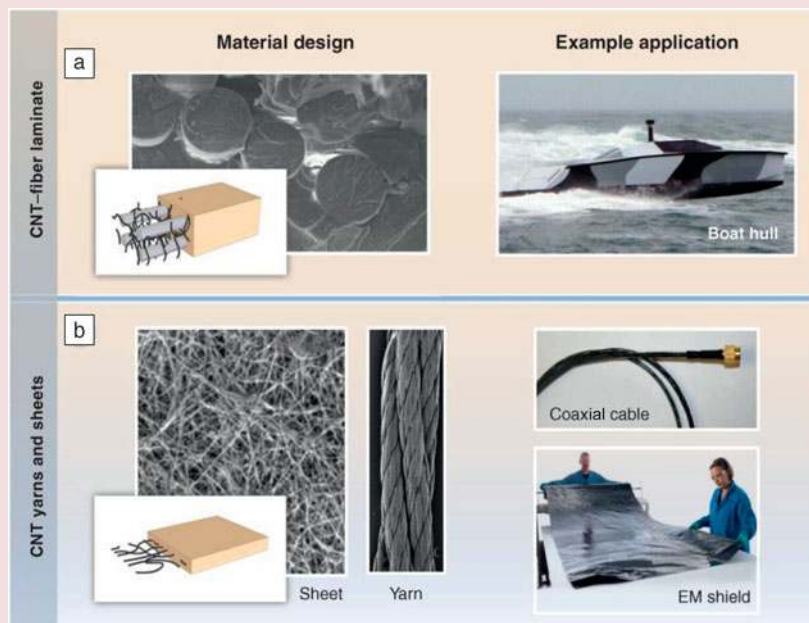 Material design
Example application
a
CNT–fiber laminate
Boat hull
b
CNT yarns and sheets
Coaxial cable
Sheet
Yarn
EM shield